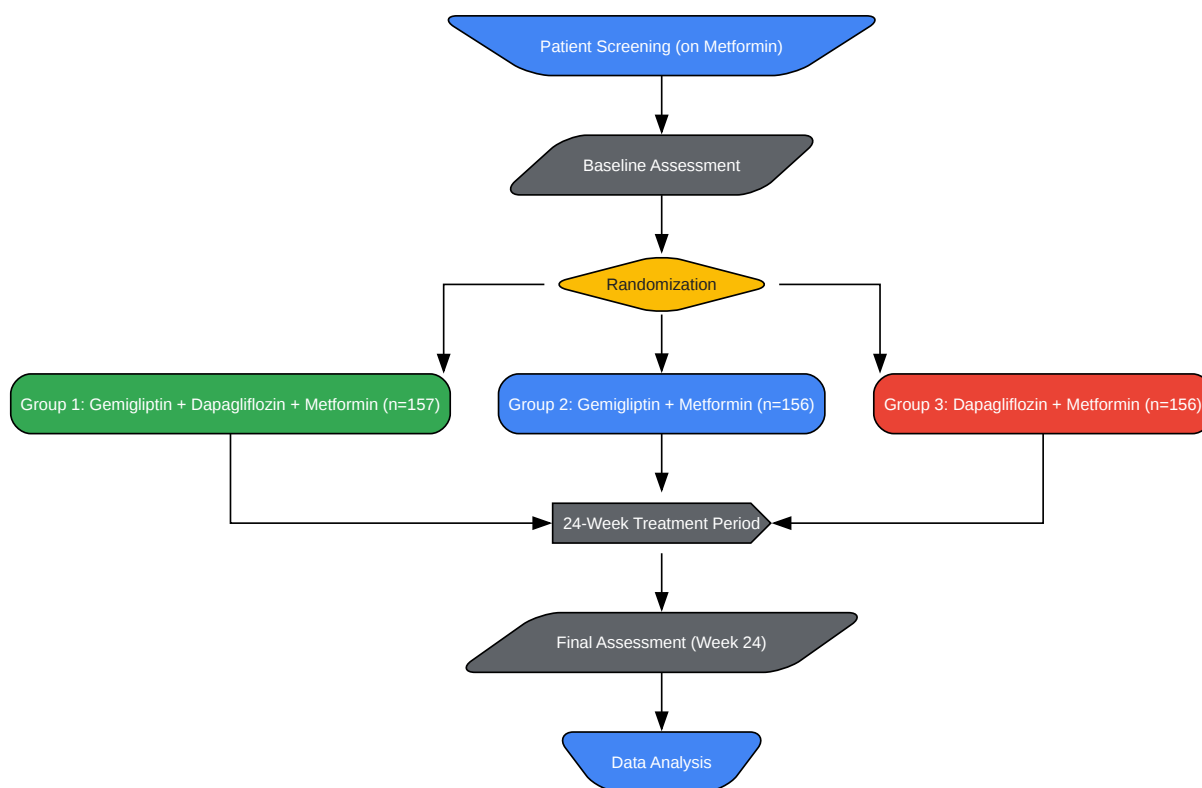 Patient Screening (on Metformin)
Baseline Assessment
Randomization
Group 1: Gemigliptin + Dapagliflozin + Metformin (n=157)
Group 2: Gemigliptin + Metformin (n=156)
Group 3: Dapagliflozin + Metformin (n=156)
24-Week Treatment Period
Final Assessment (Week 24)
Data Analysis